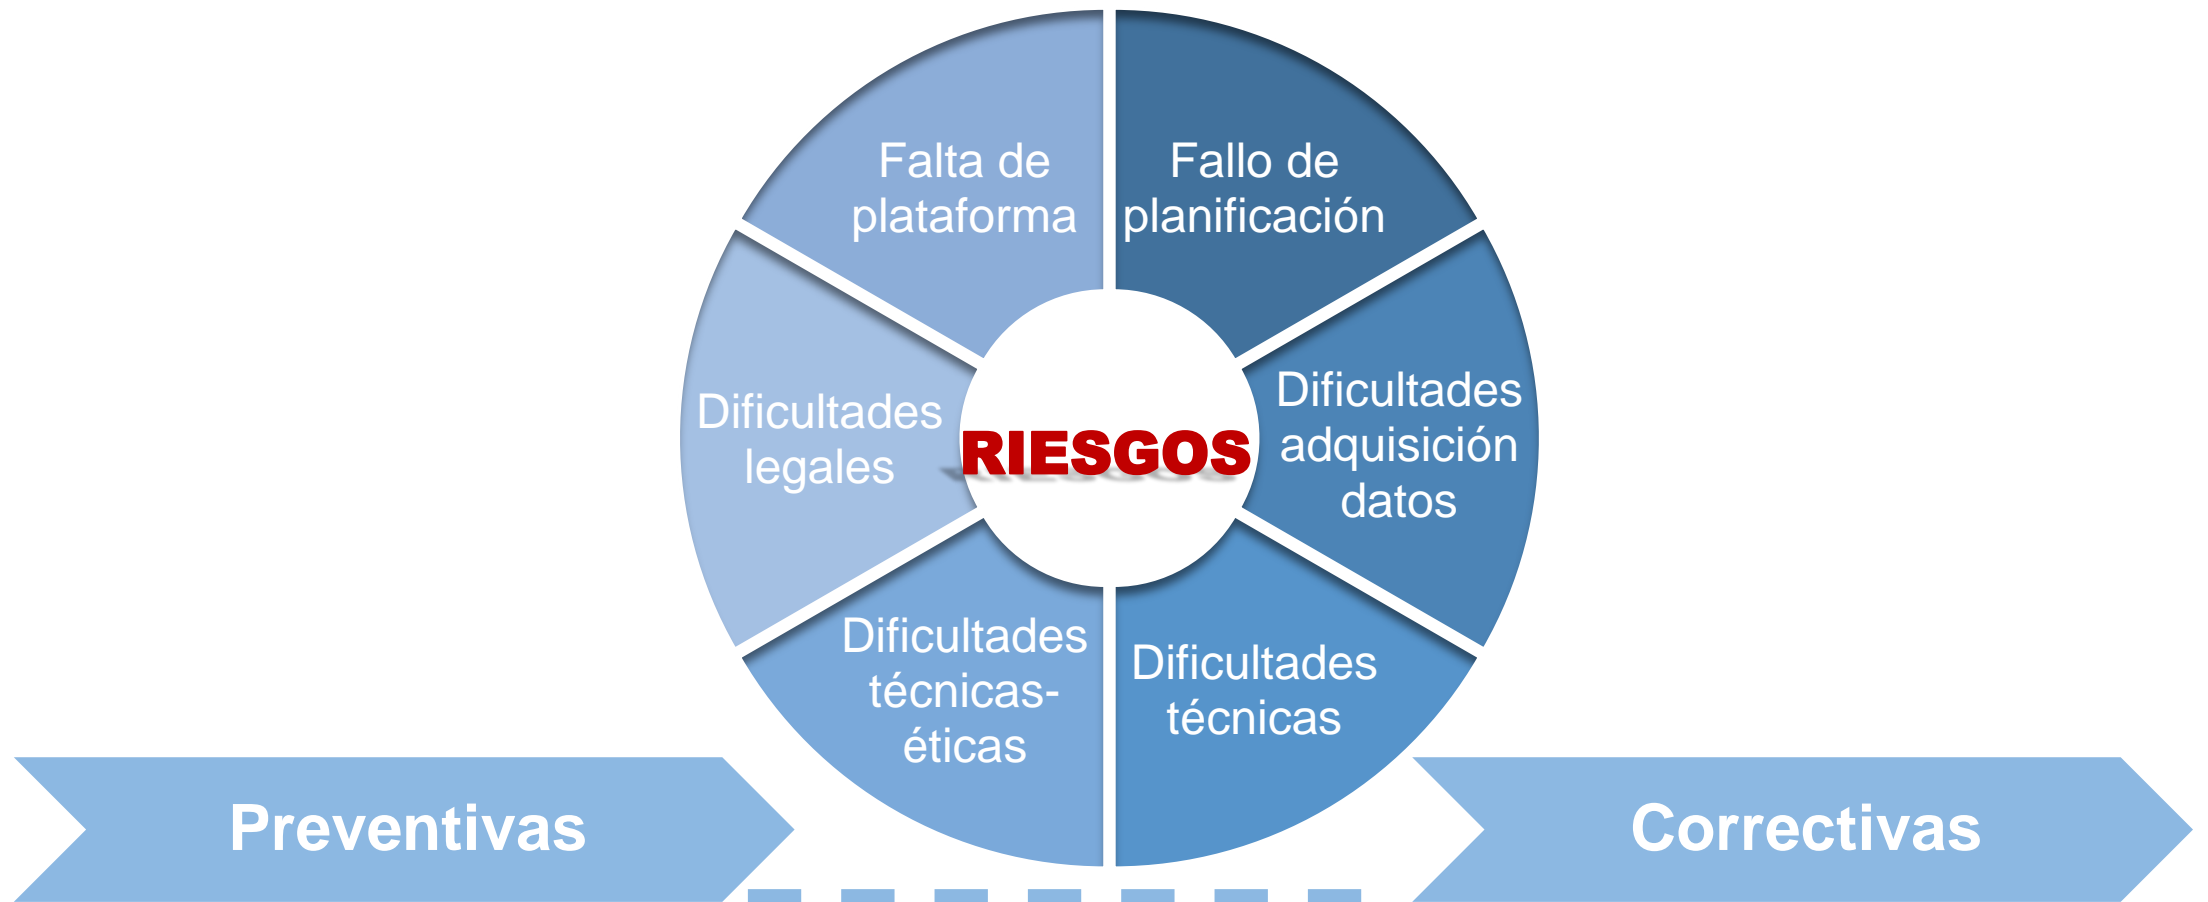 Falta de
plataforma
Fallo de
planificación
Dificultades
adquisición
datos
Dificultades
legales
RIESGOS
Dificultades
técnicas-
éticas
Dificultades
técnicas
Preventivas
Correctivas